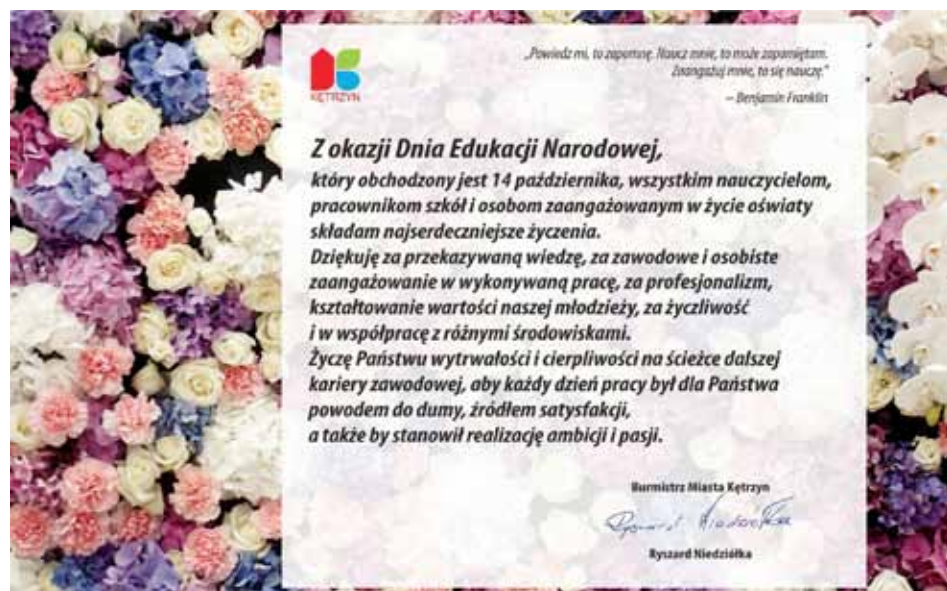 KĘTRZYN
„Powiedz mi, to zapomnę. Naucz mnie, to może zapamiętam.
Zaangażuj mnie, to się nauczę.”
– Benjamin Franklin
Z okazji Dnia Edukacji Narodowej,
który obchodzony jest 14 października, wszystkim nauczycielom,
pracownikom szkół i osobom zaangażowanym w życie oświaty
składam najserdeczniejsze życzenia.
Dziękuję za przekazywaną wiedzę, za zawodowe i osobiste
zaangażowanie w wykonywaną pracę, za profesjonalizm,
kształtowanie wartości naszej młodzieży, za życzliwość
i w współpracę z różnymi środowiskami.
Życzę Państwu wytrwałości i cierpliwości na ścieżce dalszej
kariery zawodowej, aby każdy dzień pracy był dla Państwa
powodem do dumy, źródłem satysfakcji,
a także by stanowił realizację ambicji i pasji.
Burmistrz Miasta Kętrzyn
Ryszard Niedziółka
Ryszard Niedziółka